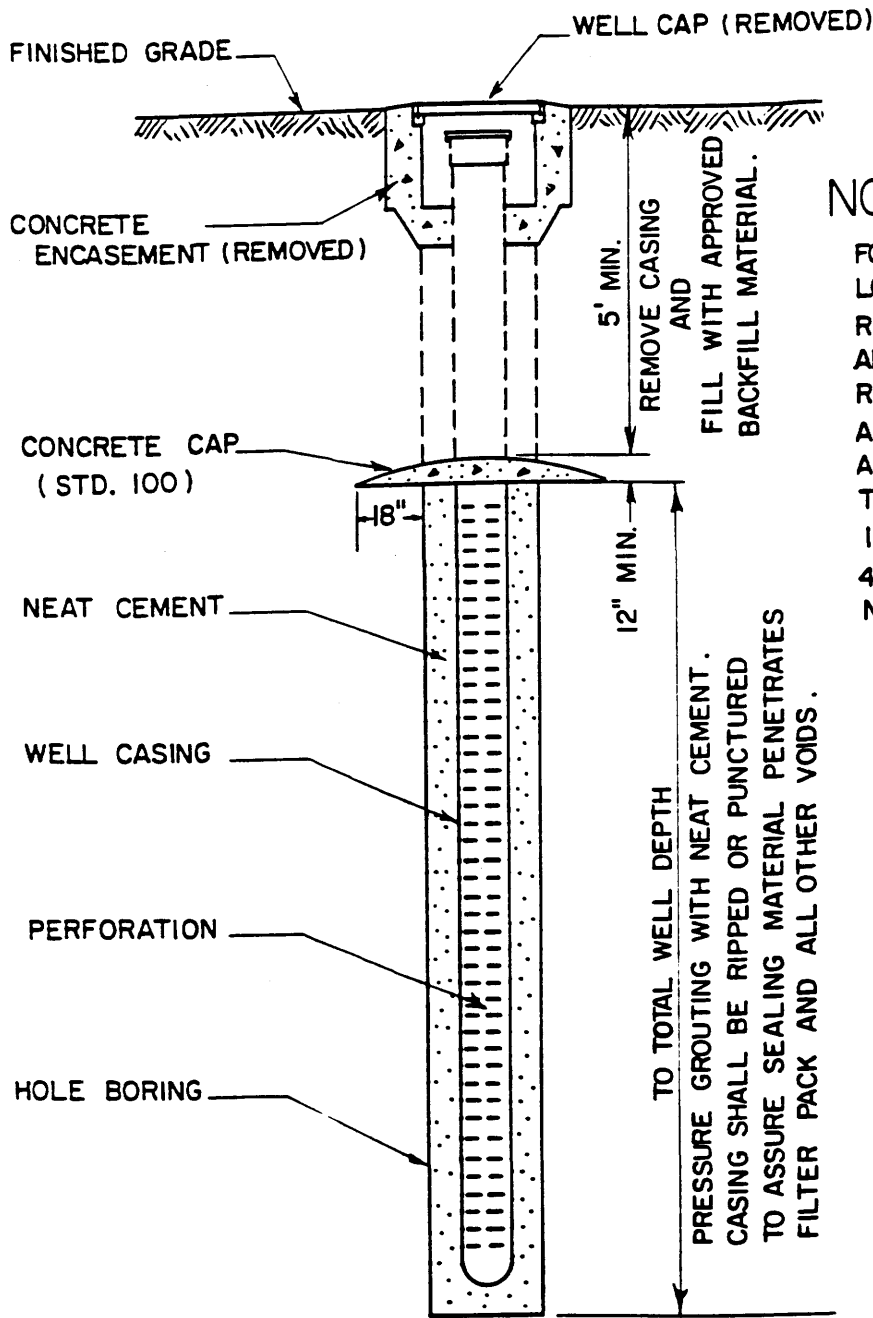 WELL CAP (REMOVED)
FINISHED GRADE
CONCRETE
ENCASEMENT (REMOVED)
5' MIN.
REMOVE CASING
AND
FILL WITH APPROVED
BACKFILL MATERIAL.
CONCRETE CAP
(STD. 100)
18"
12" MIN.
NEAT CEMENT
WELL CASING
PERFORATION
HOLE BORING
TO TOTAL WELL DEPTH
PRESSURE GROUTING WITH NEAT CEMENT.
CASING SHALL BE RIPPED OR PUNCTURED
TO ASSURE SEALING MATERIAL PENETRATES
FILTER PACK AND ALL OTHER VOIDS.